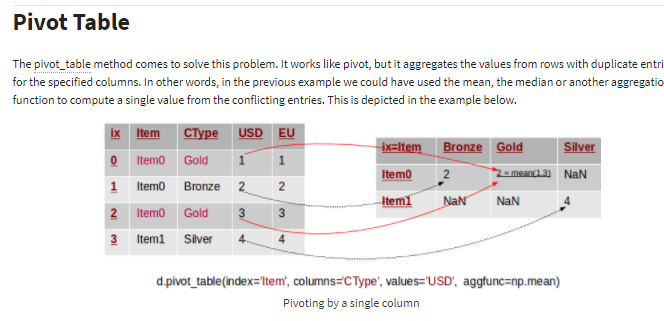 Pivot Table
The pivot_table method comes to solve this problem. It works like pivot, but it aggregates the values from rows with duplicate entri
for the specified columns. In other words, in the previous example we could have used the mean, the median or another aggregatio
function to compute a single value from the conflicting entries. This is depicted in the example below.
ix Item CType USD EU
0 Item0 Gold 1 1
1 Item0 Bronze 2 2
2 Item0 Gold 3 3
3 Item1 Silver 4 4
ix=Item Bronze Gold Silver
Item0 2 2 = mean(1,3) NaN
Item1 NaN NaN 4
d.pivot_table(index='Item', columns='CType', values='USD', aggfunc=np.mean)
Pivoting by a single column